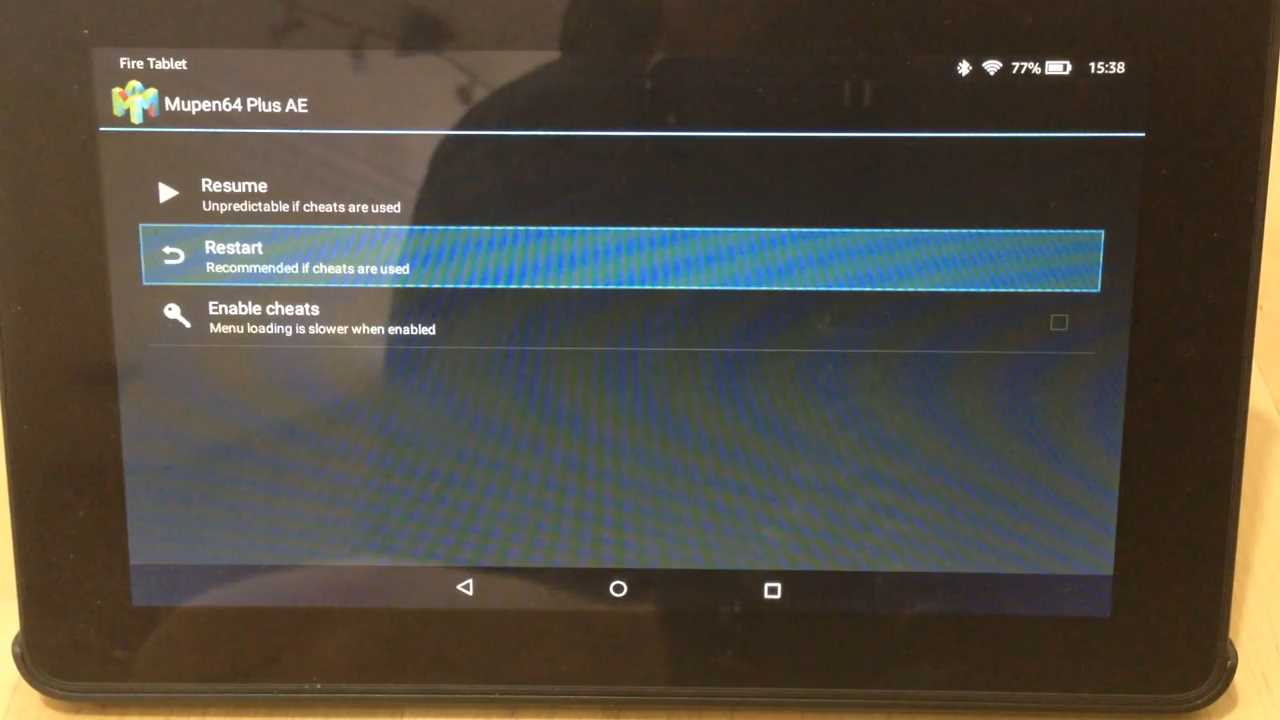 Fire Tablet
77% 15:38
Mupen64 Plus AE
Resume
Unpredictable if cheats are used
Restart
Recommended if cheats are used
Enable cheats
Menu loading is slower when enabled